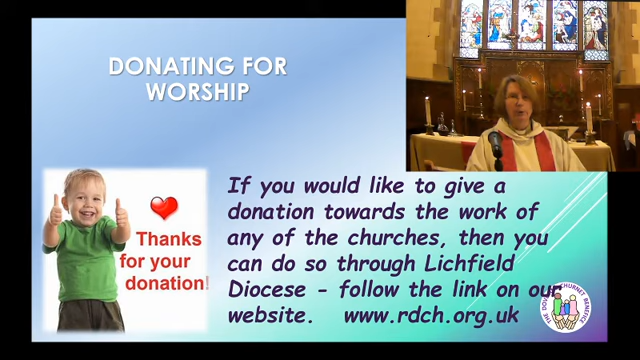 DONATING FOR
WORSHIP
Thanks
for your
donation!
If you would like to give a
donation towards the work of
any of the churches, then you
can do so through Lichfield
Diocese - follow the link on our
website. www.rdch.org.uk